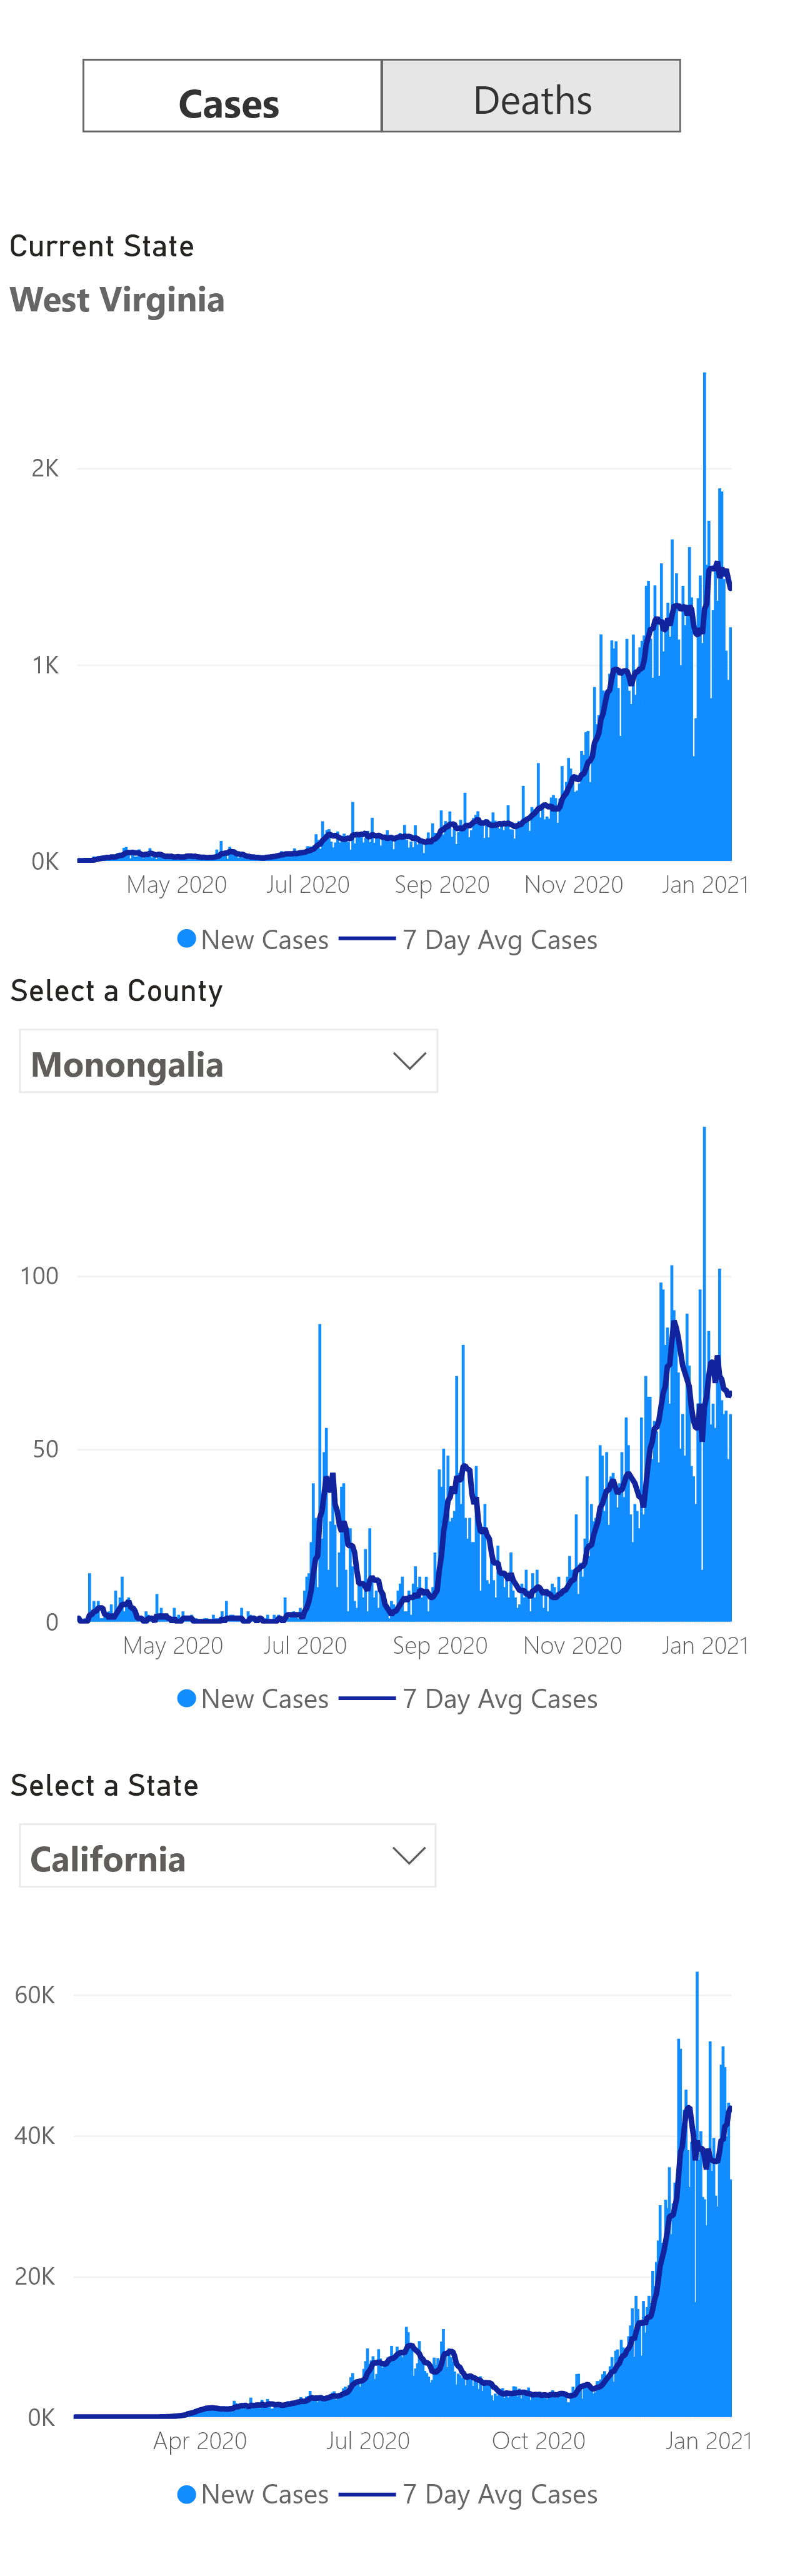 Cases Deaths
Current State
West Virginia
2K
1K
0K
May 2020 Jul 2020 Sep 2020 Nov 2020 Jan 2021
New Cases 7 Day Avg Cases
Select a County
Monongalia
100
50
0
May 2020 Jul 2020 Sep 2020 Nov 2020 Jan 2021
New Cases 7 Day Avg Cases
Select a State
California
60K
40K
20K
0K
Apr 2020 Jul 2020 Oct 2020 Jan 2021
New Cases 7 Day Avg Cases